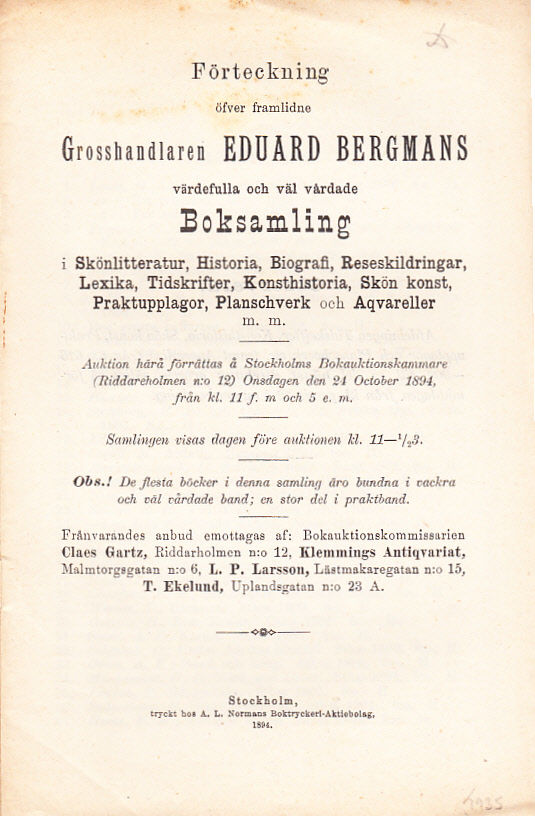 Förteckning
öfver framlidne
Grosshandlaren EDUARD BERGMANS
värdefulla och väl vårdade
Boksamling
i Skönlitteratur, Historia, Biografi, Reseskildringar,
Lexika, Tidskrifter, Konsthistoria, Skön konst,
Praktupplagor, Planschverk och Aqvareller
m. m.
Auktion härå förrättas å Stockholms Bokauktionskammare
(Riddareholmen n:o 12) Onsdagen den 24 October 1894,
från kl. 11 f. m och 5 e. m.
Samlingen visas dagen före auktionen kl. 11—1/23.
Obs.! De flesta böcker i denna samling äro bundna i vackra
och väl vårdade band; en stor del i praktband.
Frånvarandes anbud emottagas af: Bokauktionskommissarien
Claes Gartz, Riddarholmen n:o 12, Klemmings Antiqvariat,
Malmtorgsgatan n:o 6, L. P. Larsson, Lästmakaregatan n:o 15,
T. Ekelund, Uplandsgatan n:o 23 A.
Stockholm,
tryckt hos A. L. Normans Boktryckeri-Aktiebolag,
1894.